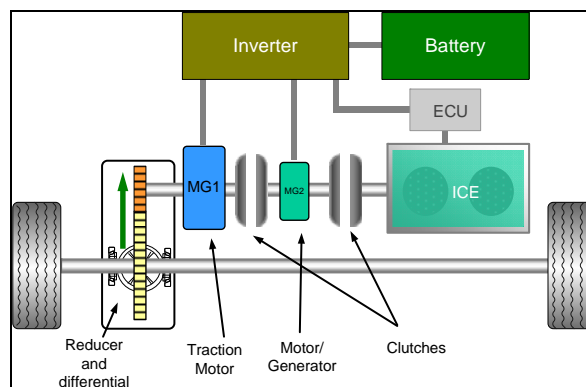 Inverter
Battery
ECU
MG1
MG2
ICE
Reducer
and
differential
Traction
Motor
Motor/
Generator
Clutches